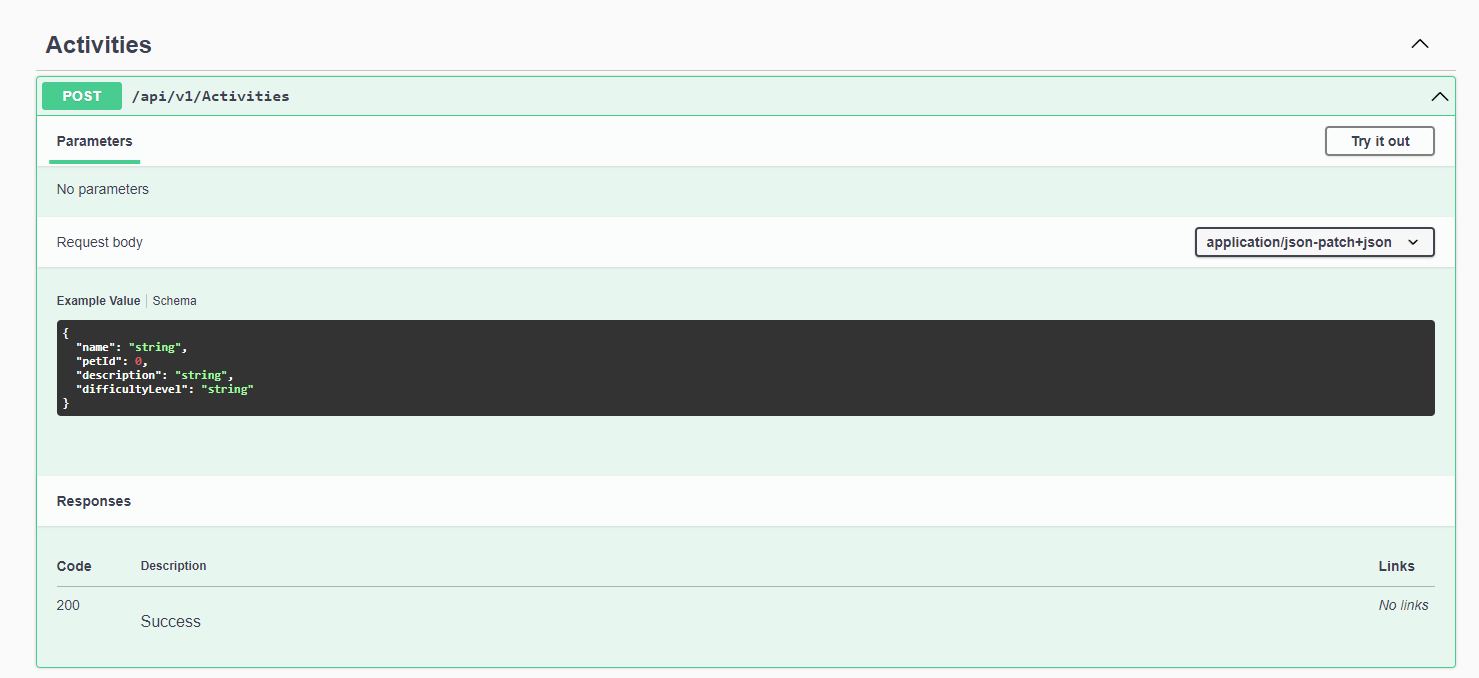 Activities
POST /api/v1/Activities
Parameters Try it out
No parameters
Request body application/json-patch+json
Example Value Schema
{
  "name": "string",
  "petId": 0,
  "description": "string",
  "difficultyLevel": "string"
}
Responses
Code Description Links
200 No links
Success